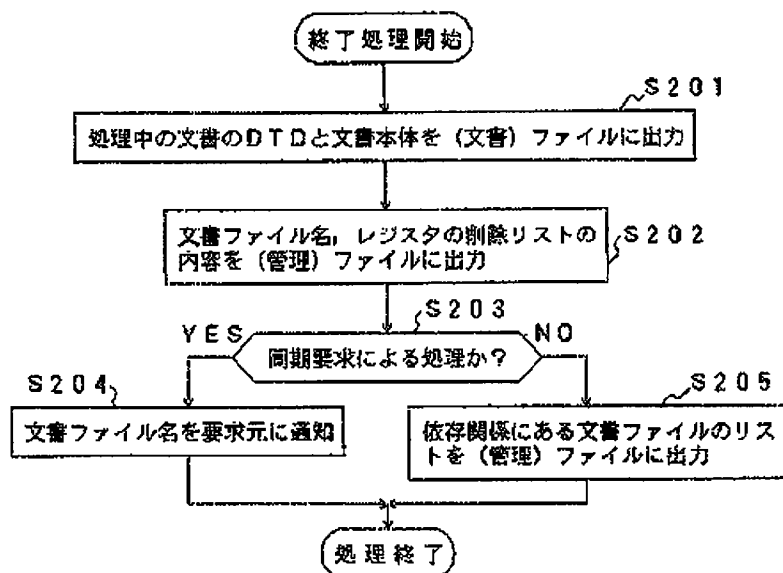 終了処理開始
S201
処理中の文書のDTDと文書本体を（文書）ファイルに出力
文書ファイル名，レジスタの削除リストの
内容を（管理）ファイルに出力
S202
S203
YES
NO
同期要求による処理か？
S204
S205
文書ファイル名を要求元に通知
依存関係にある文書ファイルのリス
トを（管理）ファイルに出力
処理終了